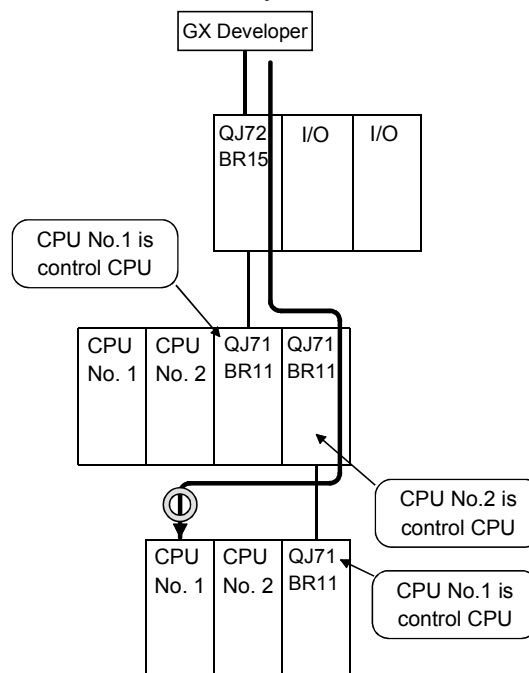 GX Developer
QJ72
BR15
I/O
I/O
CPU No.1 is
control CPU
CPU
No. 1
CPU
No. 2
QJ71
BR11
QJ71
BR11
CPU No.2 is
control CPU
CPU
No. 1
CPU
No. 2
QJ71
BR11
CPU No.1 is
control CPU